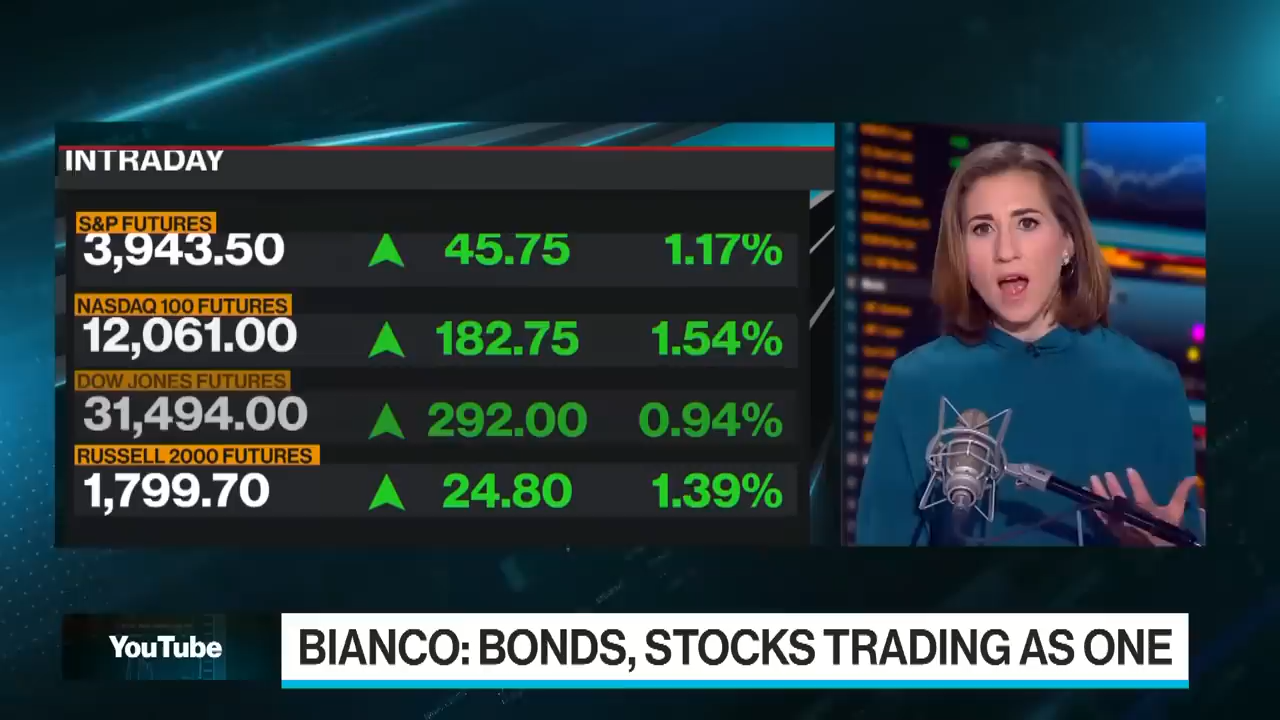 INTRADAY
S&P FUTURES
3,943.50 45.75 1.17%
NASDAQ 100 FUTURES
12,061.00 182.75 1.54%
DOW JONES FUTURES
31,494.00 292.00 0.94%
RUSSELL 2000 FUTURES
1,799.70 24.80 1.39%
YouTube
BIANCO: BONDS, STOCKS TRADING AS ONE